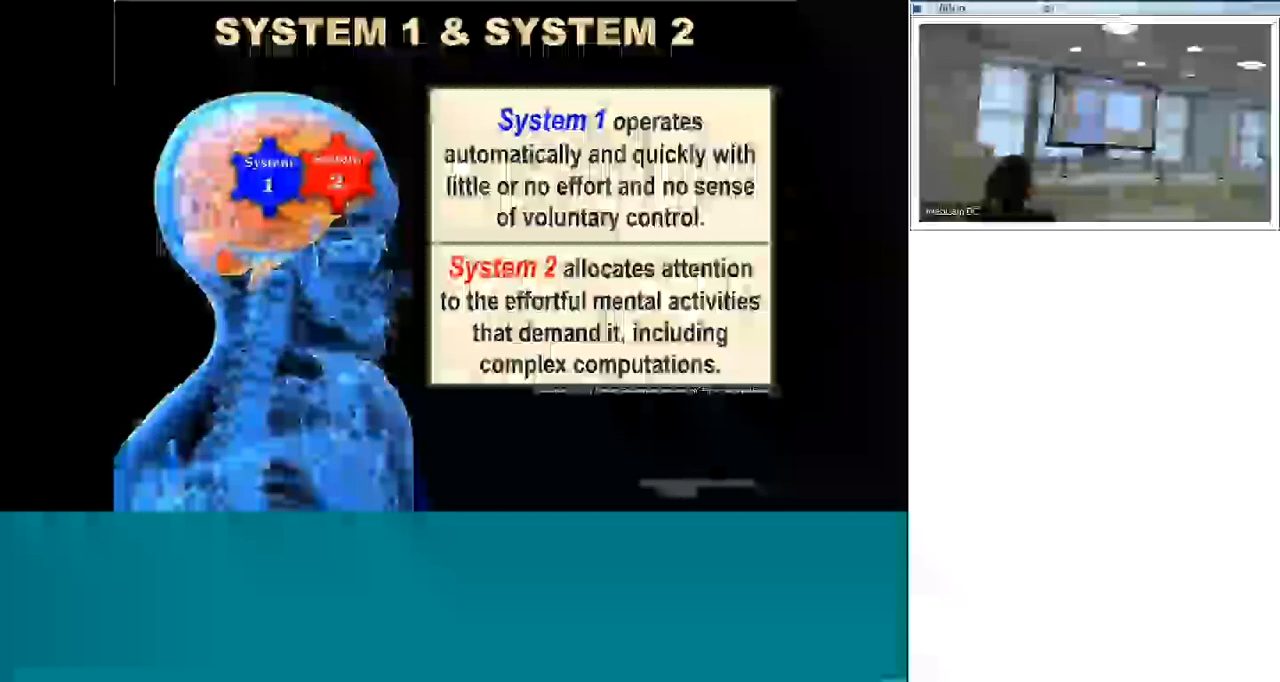 SYSTEM 1 & SYSTEM 2
System
1
2
System 1 operates
automatically and quickly with
little or no effort and no sense
of voluntary control.
System 2 allocates attention
to the effortful mental activities
that demand it, including
complex computations.